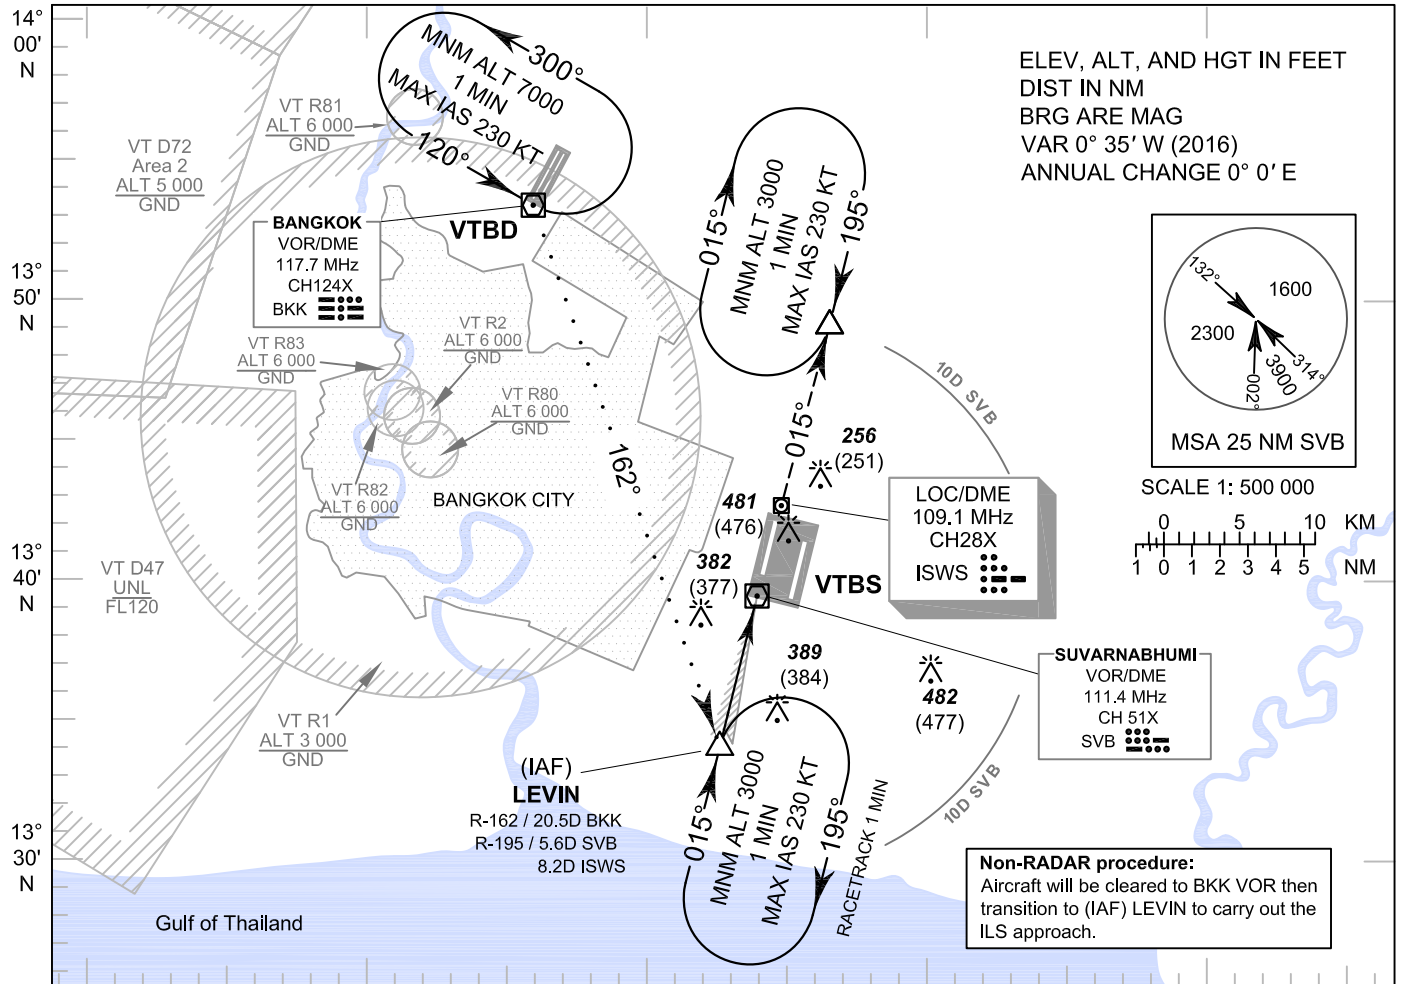 14°
00'
N
13°
50'
N
13°
40'
N
13°
30'
N
VT D72
Area 2
ALT 5 000
GND
VT R81
ALT 6 000
GND
300°
MNM ALT 7000
1 MIN
MAX IAS 230 KT
120°
VTBD
BANGKOK
VOR/DME
117.7 MHz
CH124X
BKK
VT R83
ALT 6 000
GND
VT R2
ALT 6 000
GND
VT R80
ALT 6 000
GND
VT R82
ALT 6 000
GND
BANGKOK CITY
162°
VT D47
UNL
FL120
VT R1
ALT 3 000
GND
015°
MNM ALT 3000
1 MIN
MAX IAS 230 KT
195°
015°
10D SVB
256
(251)
481
(476)
382
(377)
389
(384)
482
(477)
VTBS
LOC/DME
109.1 MHz
CH28X
ISWS
SUVARNABHUMI
VOR/DME
111.4 MHz
CH 51X
SVB
10D SVB
(IAF)
LEVIN
R-162 / 20.5D BKK
R-195 / 5.6D SVB
8.2D ISWS
015°
MNM ALT 3000
1 MIN
MAX IAS 230 KT
195°
RACETRACK 1 MIN
Gulf of Thailand
ELEV, ALT, AND HGT IN FEET
DIST IN NM
BRG ARE MAG
VAR 0° 35' W (2016)
ANNUAL CHANGE 0° 0' E
132°
1600
2300
3900
314°
002°
MSA 25 NM SVB
SCALE 1: 500 000
0 5 10 KM
1 0 1 2 3 4 5 NM
Non-RADAR procedure:
Aircraft will be cleared to BKK VOR then
transition to (IAF) LEVIN to carry out the
ILS approach.